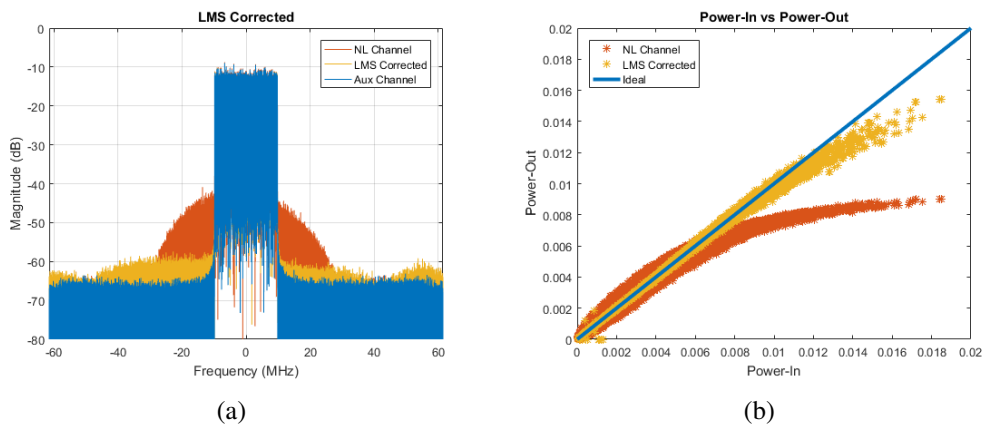 LMS Corrected
0
-10
-20
-30
-40
-50
-60
-70
-80
Magnitude (dB)
-60
-40
-20
0
20
40
60
Frequency (MHz)
NL Channel
LMS Corrected
Aux Channel
(a)
Power-In vs Power-Out
0.02
0.018
0.016
0.014
0.012
0.01
0.008
0.006
0.004
0.002
0
Power-Out
0
0.002
0.004
0.006
0.008
0.01
0.012
0.014
0.016
0.018
0.02
Power-In
NL Channel
LMS Corrected
Ideal
(b)